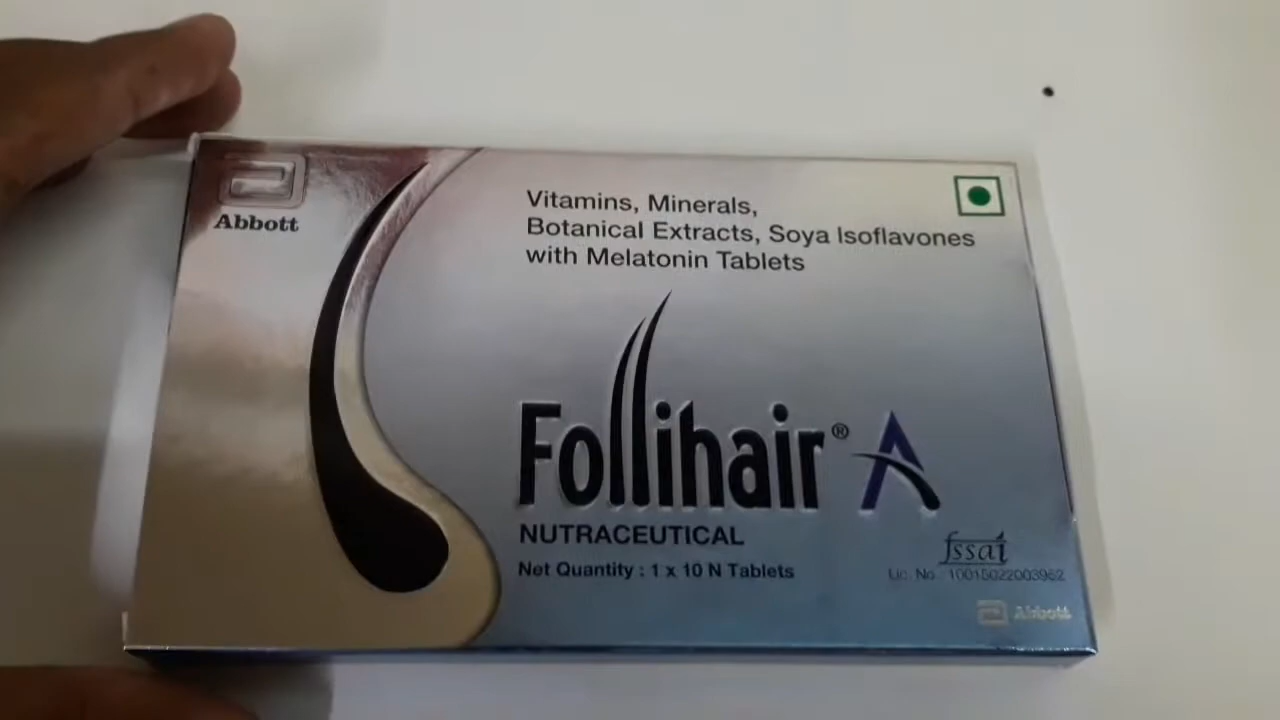 Abbott
Vitamins, Minerals,
Botanical Extracts, Soya Isoflavones
with Melatonin Tablets
Follihair® A
NUTRACEUTICAL
Net Quantity : 1 x 10 N Tablets
fssai
Lic. No. 10015022003962
Abbott